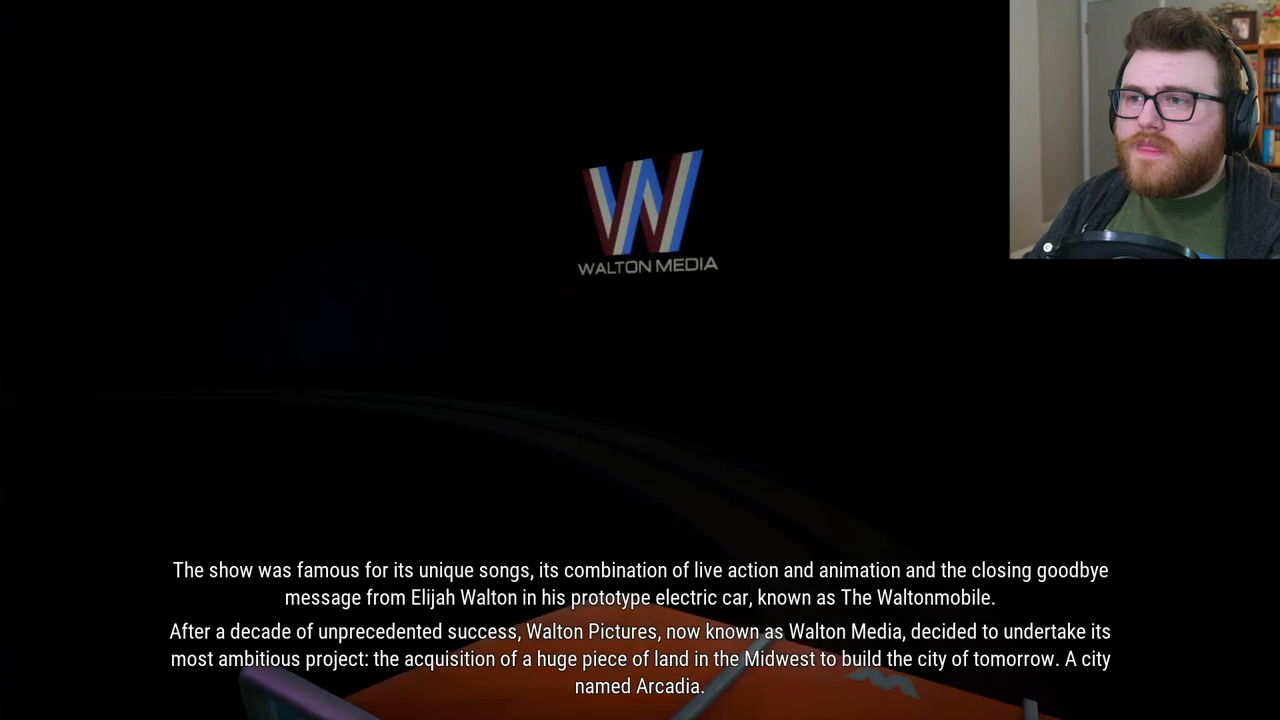 WALTON MEDIA
The show was famous for its unique songs, its combination of live action and animation and the closing goodbye
message from Elijah Walton in his prototype electric car, known as The Waltonmobile.
After a decade of unprecedented success, Walton Pictures, now known as Walton Media, decided to undertake its
most ambitious project: the acquisition of a huge piece of land in the Midwest to build the city of tomorrow. A city
named Arcadia.